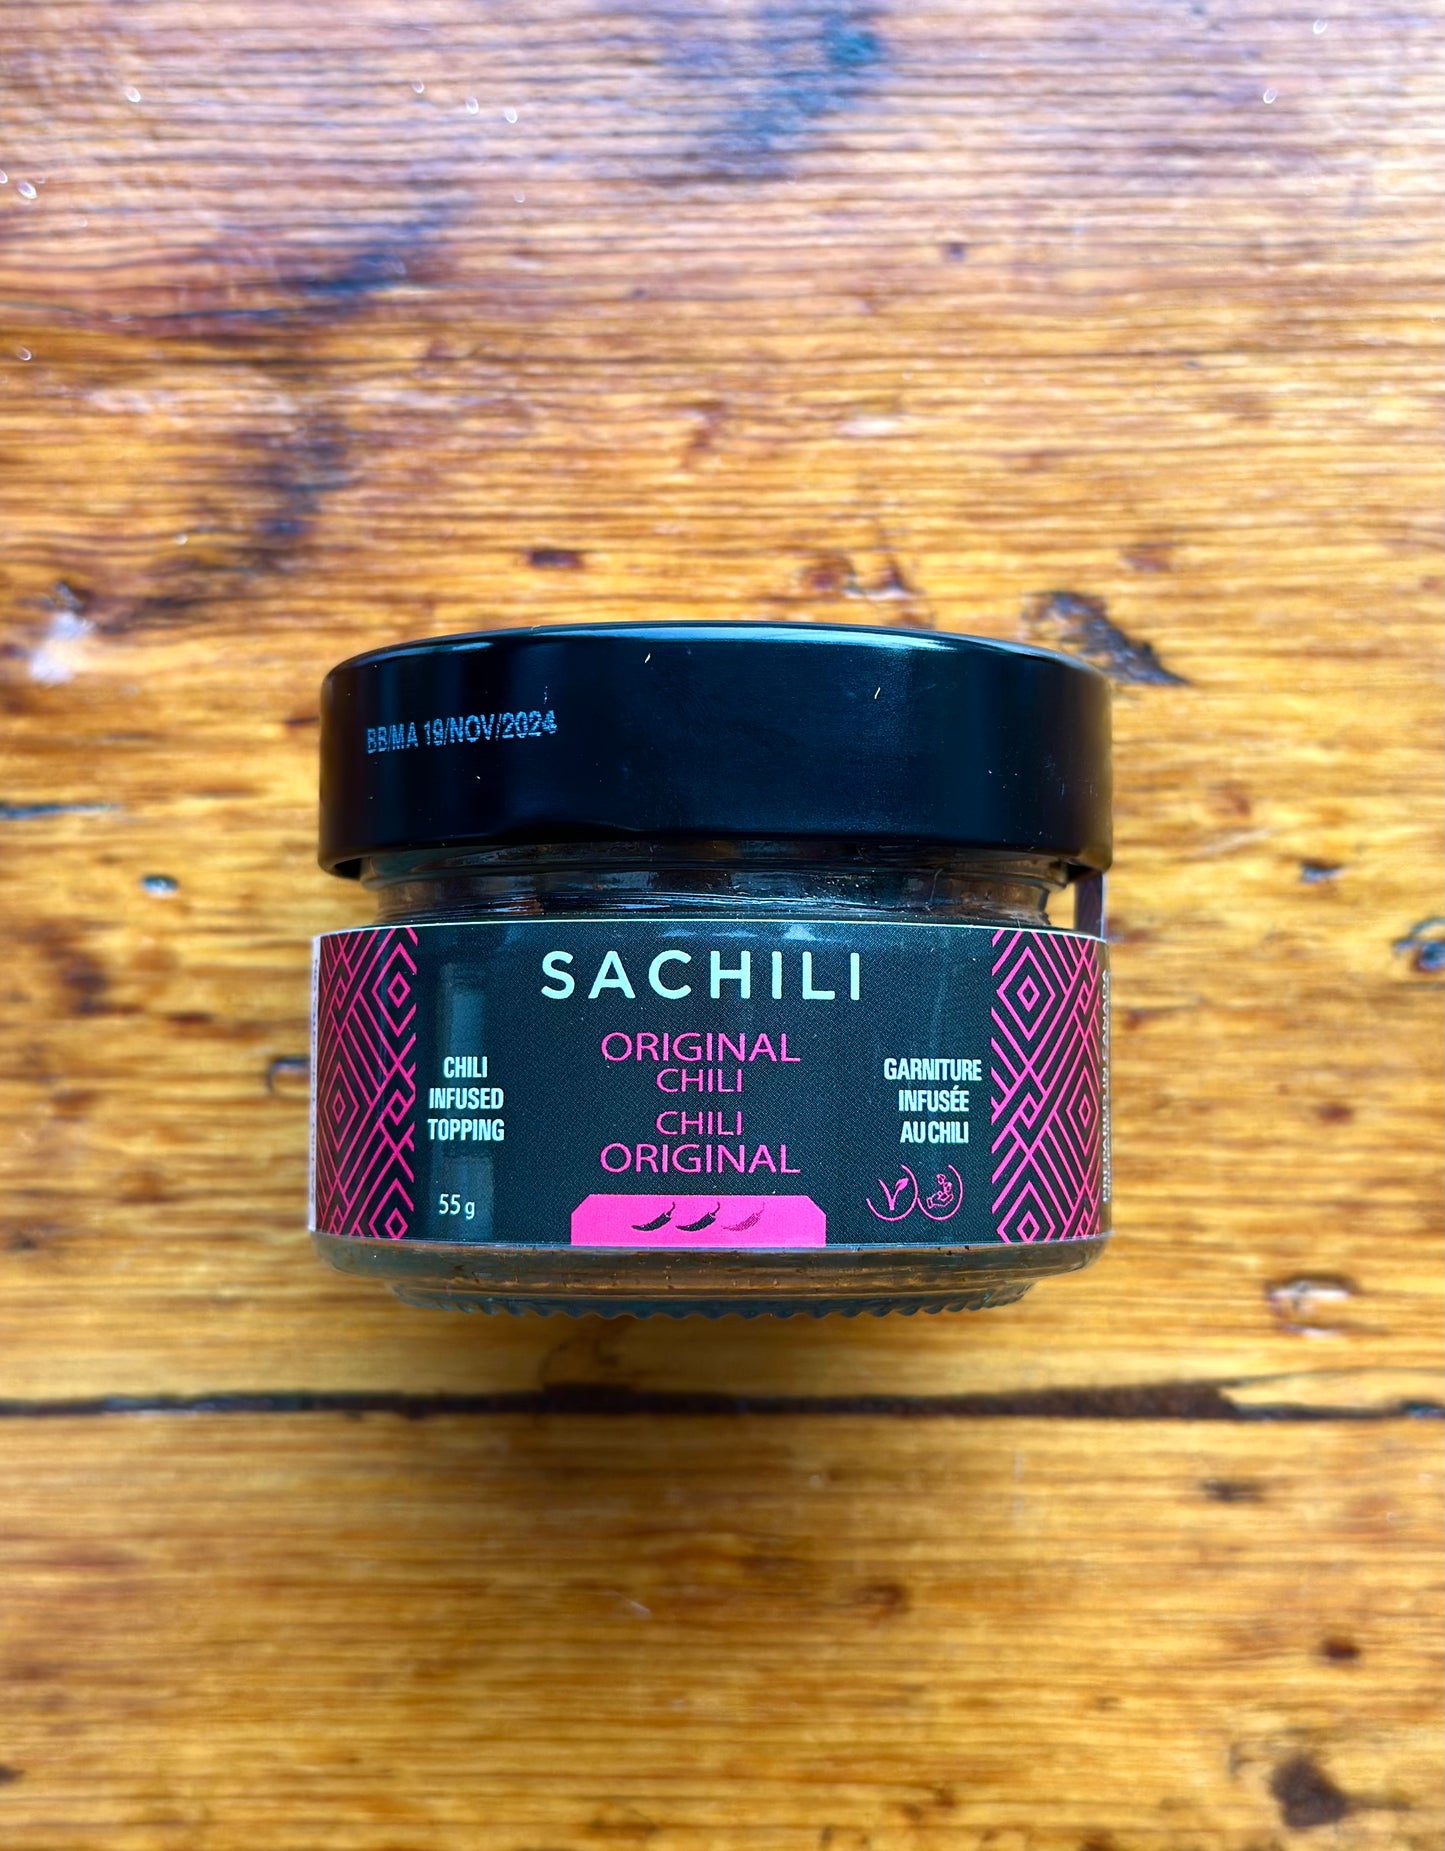 BB/MA 19/NOV/2024
SACHILI
ORIGINAL
CHILI
CHILI
ORIGINAL
CHILI
INFUSED
TOPPING
55 g
GARNITURE
INFUSÉE
AU CHILI